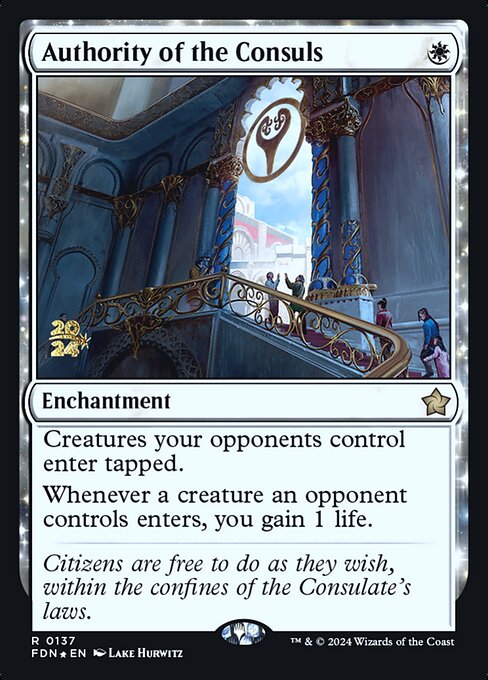 Authority of the Consuls
2024
Enchantment
Creatures your opponents control
enter tapped.
Whenever a creature an opponent
controls enters, you gain 1 life.
Citizens are free to do as they wish,
within the confines of the Consulate's
laws.
R 0137
FDN★EN Lake Hurwitz
™ & © 2024 Wizards of the Coast